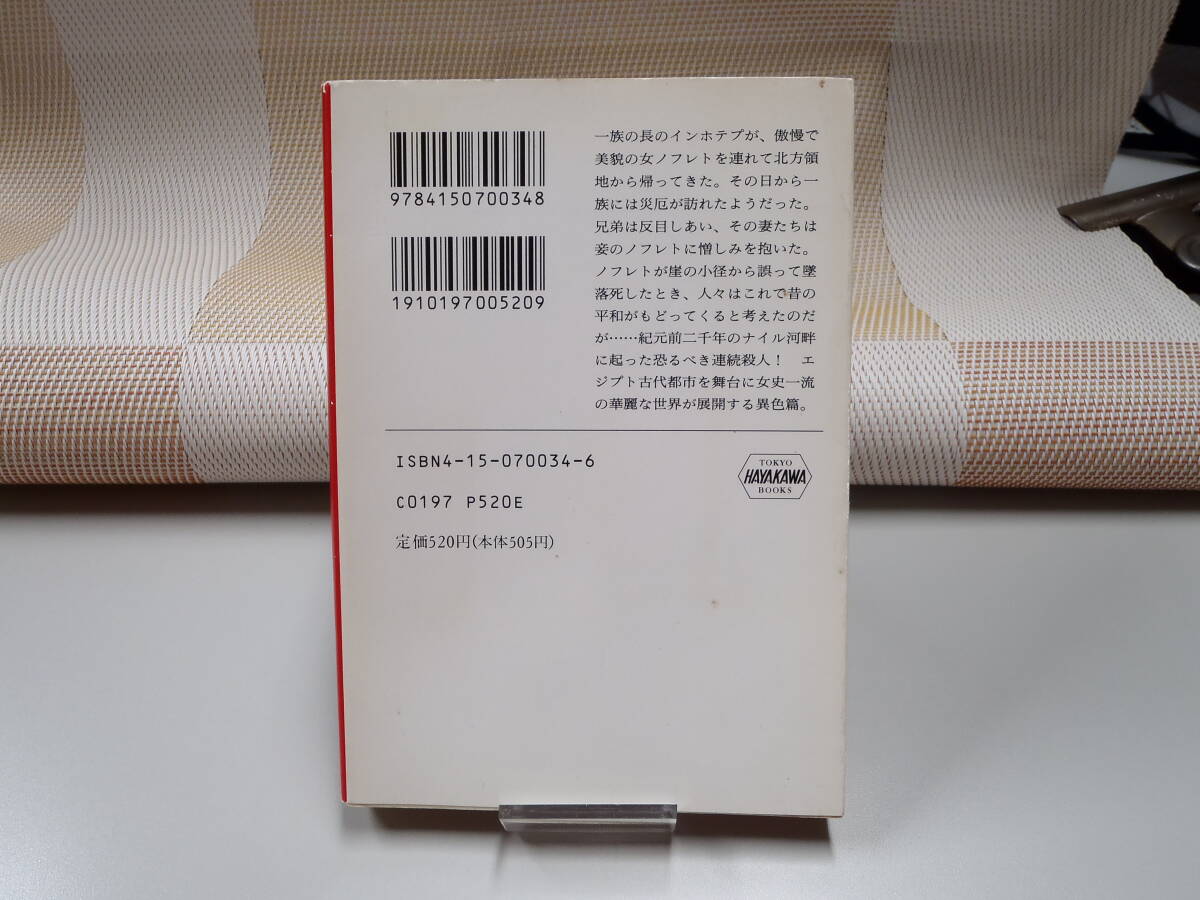 9784150700348
1910197005209
一族の長のインホテプが、傲慢で
美貌の女ノフレトを連れて北方領
地から帰ってきた。その日から一
族には災厄が訪れたようだった。
兄弟は反目しあい、その妻たちは
妾のノフレトに憎しみを抱いた。
ノフレトが崖の小径から誤って墜
落死したとき、人々はこれで昔の
平和がもどってくると考えたのだ
が……紀元前二千年のナイル河畔
に起った恐るべき連続殺人！　エ
ジプト古代都市を舞台に女史一流
の華麗な世界が展開する異色篇。
ISBN4-15-070034-6
C0197 P520E
定価520円(本体505円)
TOKYO
HAYAKAWA
BOOKS